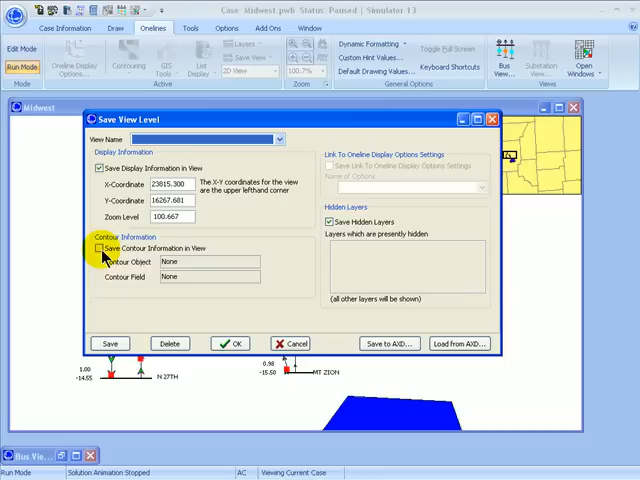 Case Midwest.pwb Status: Paused | Simulator 13
Case Information Draw Onelines Tools Options Add Ons Window
Edit Mode
Run Mode
Mode
Oneline Display Options...
Contouring
GIS Tools
List Display
Layers
Save View
2D View
Active
100.7%
Zoom
Dynamic Formatting
Custom Hint Values...
Default Drawing Values...
Toggle Full Screen
Keyboard Shortcuts
General Options
Bus View...
Substation View...
Open Windows
Midwest
Save View Level
View Name
Display Information
Save Display Information in View
X-Coordinate 23815.300
The X-Y coordinates for the view are the upper lefthand corner
Y-Coordinate 16267.681
Zoom Level 100.667
Contour Information
Save Contour Information in View
Contour Object None
Contour Field None
Link To Oneline Display Options Settings
Save Link To Oneline Display Options Settings
Name of Options
Hidden Layers
Save Hidden Layers
Layers which are presently hidden
(all other layers will be shown)
Save Delete OK Cancel Save to AXD... Load from AXD...
1.00
-14.55
N 27TH
0.98
-15.50
MT ZION
Bus Vie...
Run Mode Solution Animation Stopped AC Viewing Current Case